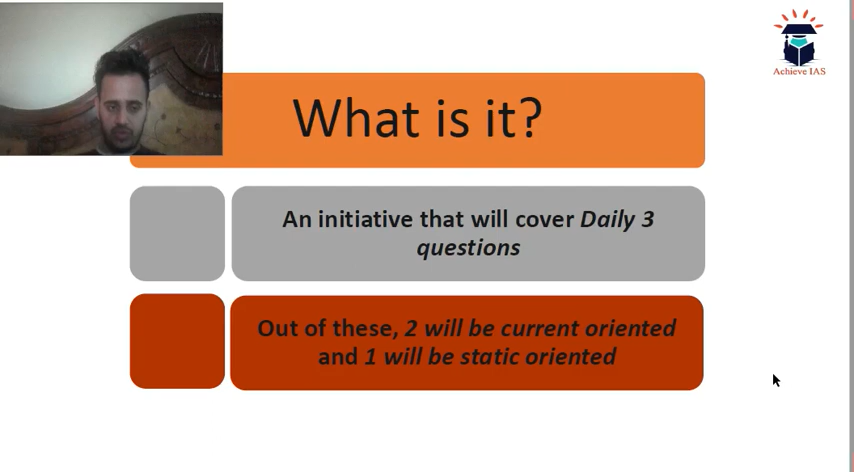 Achieve IAS
What is it?
An initiative that will cover Daily 3
questions
Out of these, 2 will be current oriented
and 1 will be static oriented